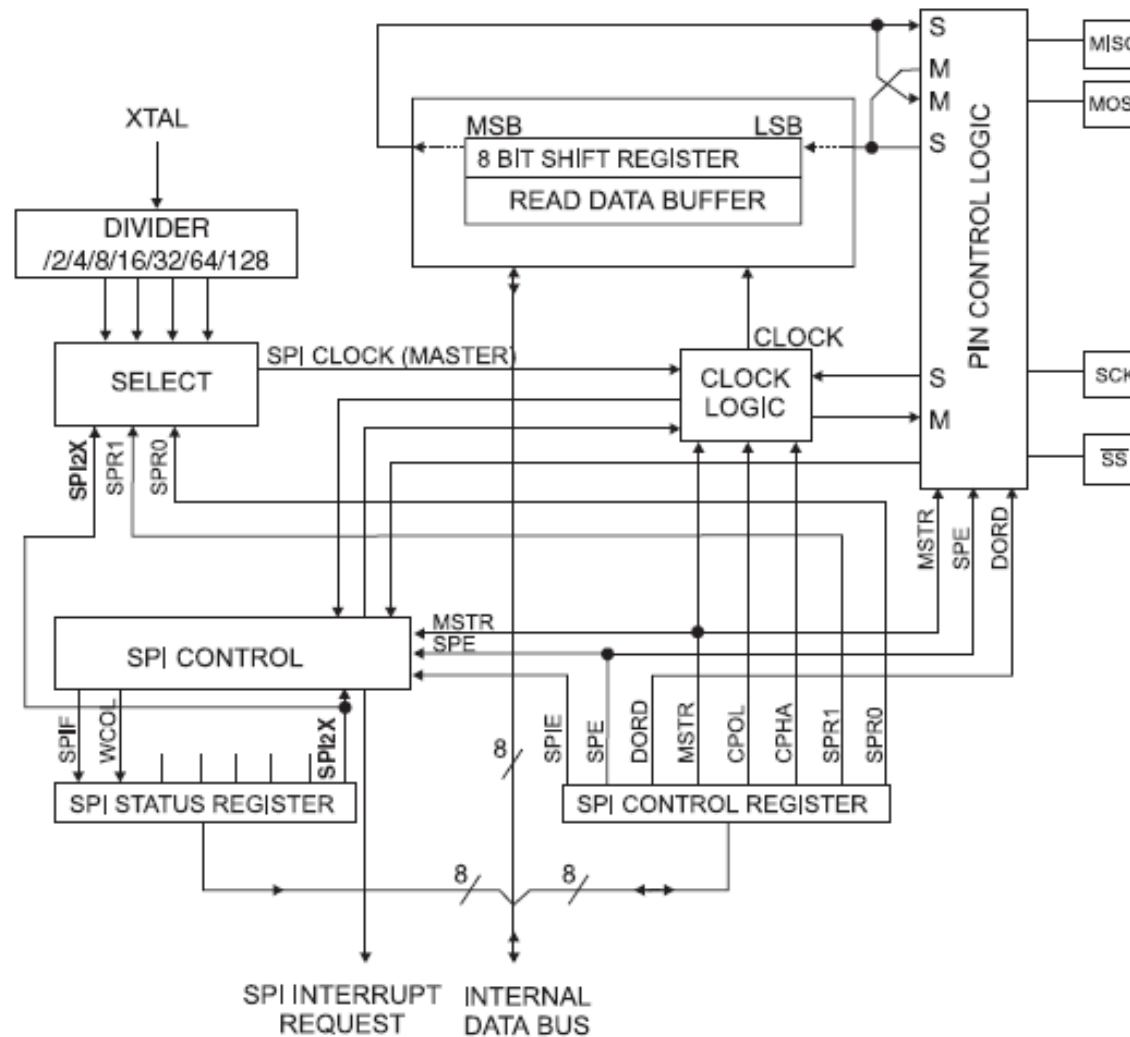 S
MISO
M
M
MOS
S
PIN CONTROL LOGIC
XTAL
MSB
LSB
8 BIT SHIFT REGISTER
READ DATA BUFFER
DIVIDER
/2/4/8/16/32/64/128
SPI CLOCK (MASTER)
SELECT
CLOCK
CLOCK
LOGIC
S
M
SCK
SS
SPI2X
SPR1
SPR0
MSTR
SPE
DORD
MSTR
SPE
SPI CONTROL
SPIF
WCOL
SPI2X
8
SPIE
SPE
DORD
MSTR
CPOL
CPHA
SPR1
SPR0
SPI STATUS REGISTER
SPI CONTROL REGISTER
8
8
SPI INTERRUPT
REQUEST
INTERNAL
DATA BUS